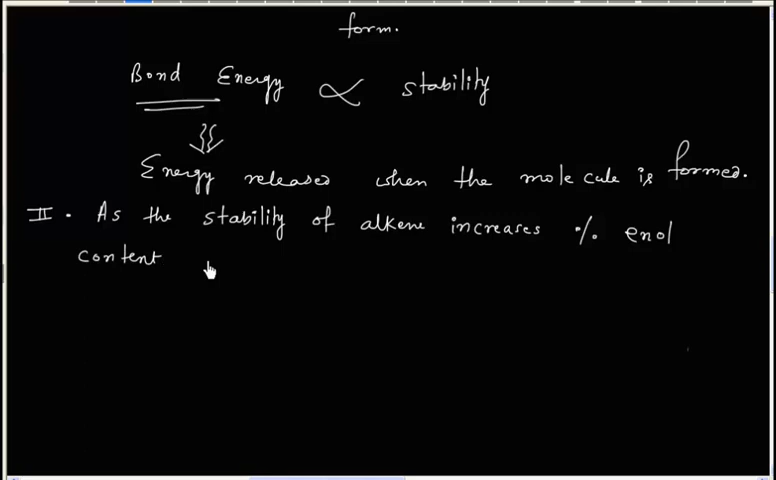 form.
Bond Energy ∝ stability
Energy released when the molecule is formed.
II. As the stability of alkene increases % enol
content